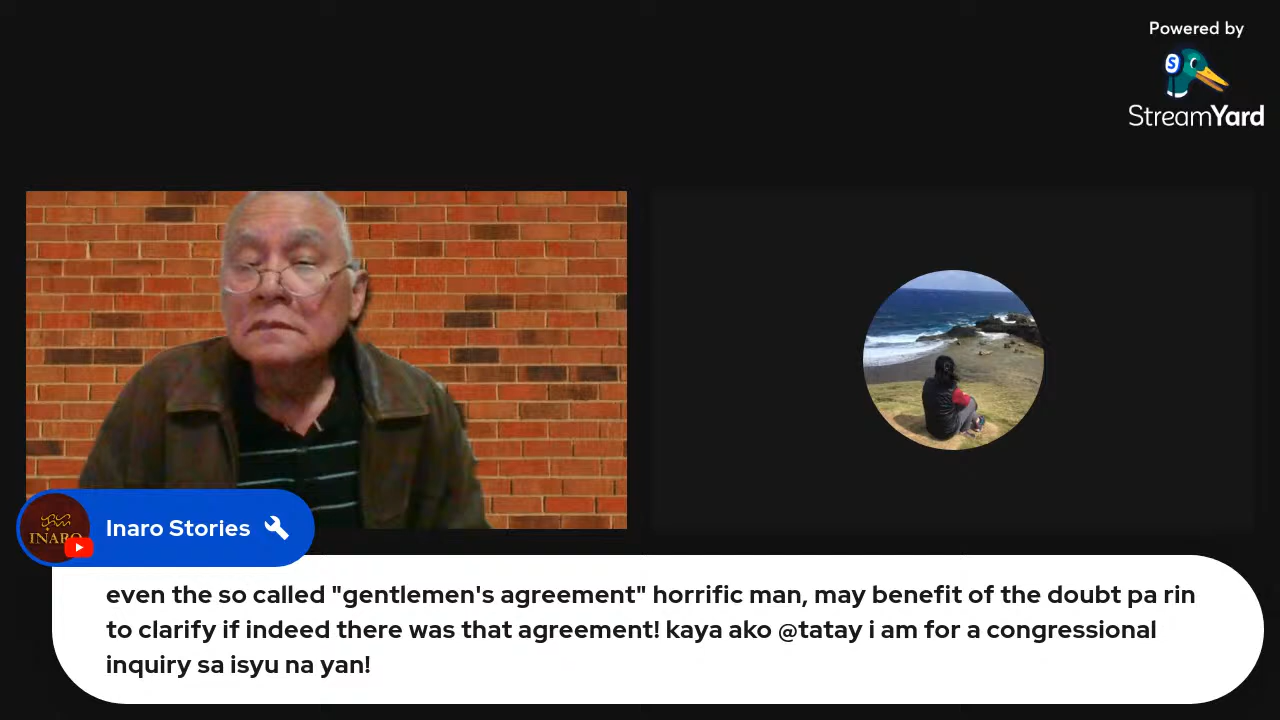 Powered by
S
StreamYard
INARO
Inaro Stories
even the so called "gentlemen's agreement" horrific man, may benefit of the doubt pa rin
to clarify if indeed there was that agreement! kaya ako @tatay i am for a congressional
inquiry sa isyu na yan!